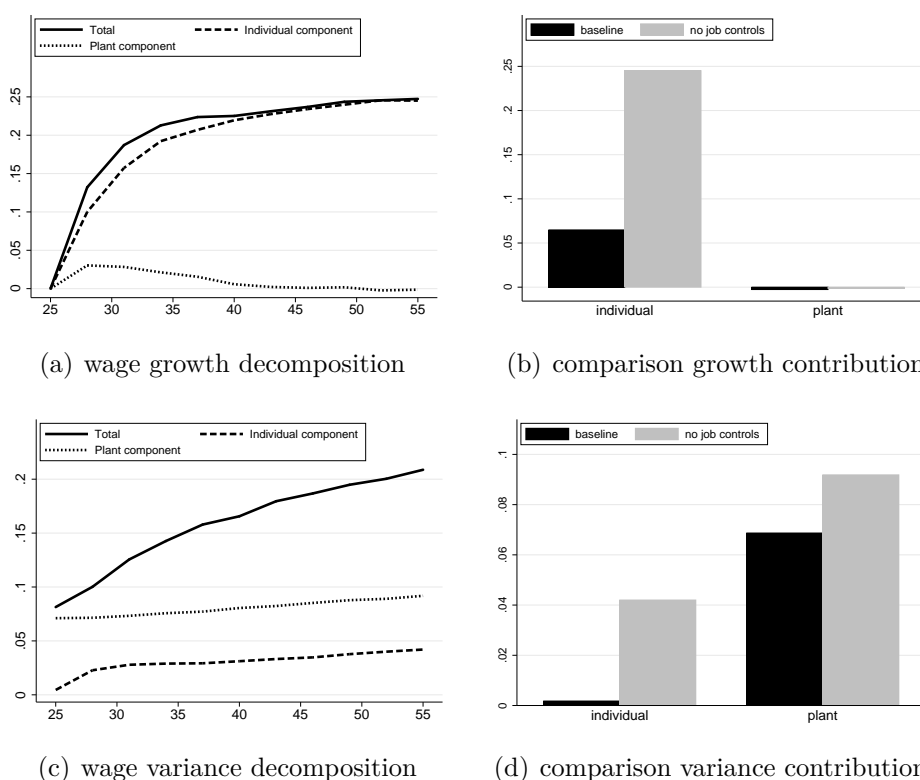 Total Individual component
Plant component
0 .05 .1 .15 .2 .25
25 30 35 40 45 50 55
(a) wage growth decomposition
baseline no job controls
0 .05 .1 .15 .2 .25
individual plant
(b) comparison growth contribution
Total Individual component
Plant component
0 .05 .1 .15 .2
25 30 35 40 45 50 55
(c) wage variance decomposition
baseline no job controls
0 .02 .04 .06 .08 .1
individual plant
(d) comparison variance contribution